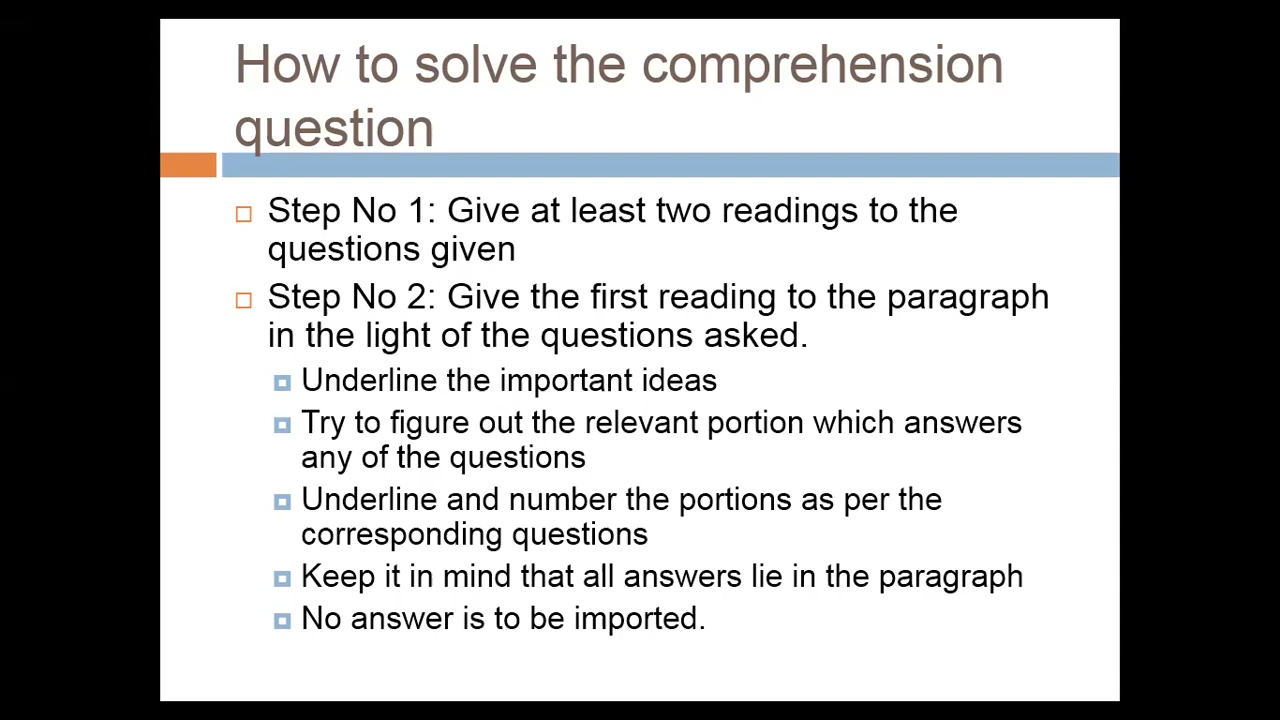 How to solve the comprehension
question
Step No 1: Give at least two readings to the
questions given
Step No 2: Give the first reading to the paragraph
in the light of the questions asked.
Underline the important ideas
Try to figure out the relevant portion which answers
any of the questions
Underline and number the portions as per the
corresponding questions
Keep it in mind that all answers lie in the paragraph
No answer is to be imported.